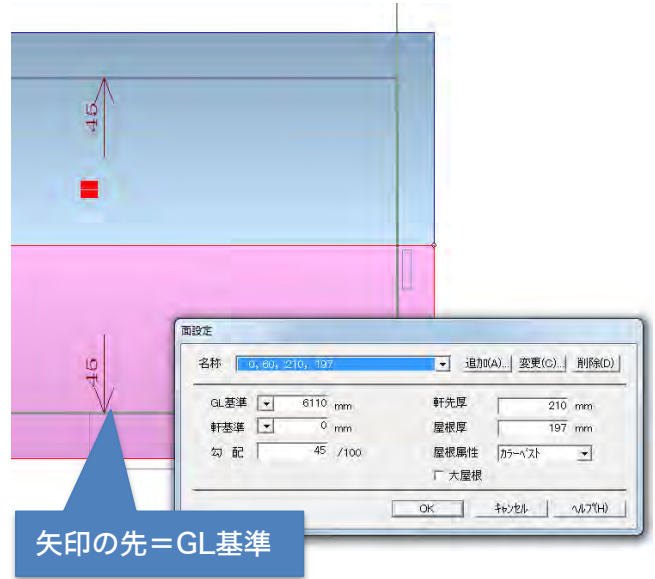 45
45
面設定
名称 0, 60, 210, 197 追加(A)... 変更(C)... 削除(D)
GL基準 6110 mm 軒先厚 210 mm
軒基準 0 mm 屋根厚 197 mm
勾 配 45 /100 屋根属性 カラーベスト
大屋根
OK キャンセル ヘルプ(H)
矢印の先＝GL基準